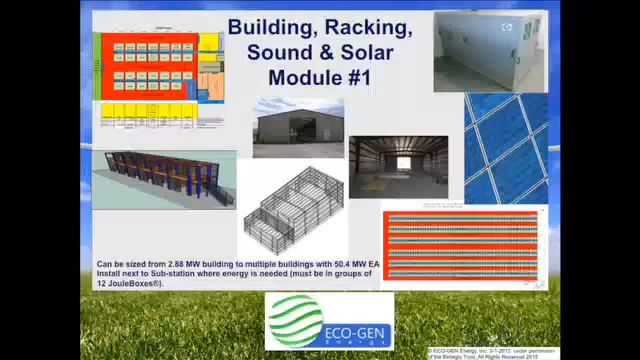 Building, Racking,
Sound & Solar
Module #1
Can be sized from 2.88 MW building to multiple buildings with 50.4 MW EA
Install next to Sub-station where energy is needed (must be in groups of
12 JouleBoxes®).
ECO-GEN
Energy
© ECO-GEN Energy, Inc. 3-1-2012 under permission
of the Bellagio Trust, All Rights Reserved 2015